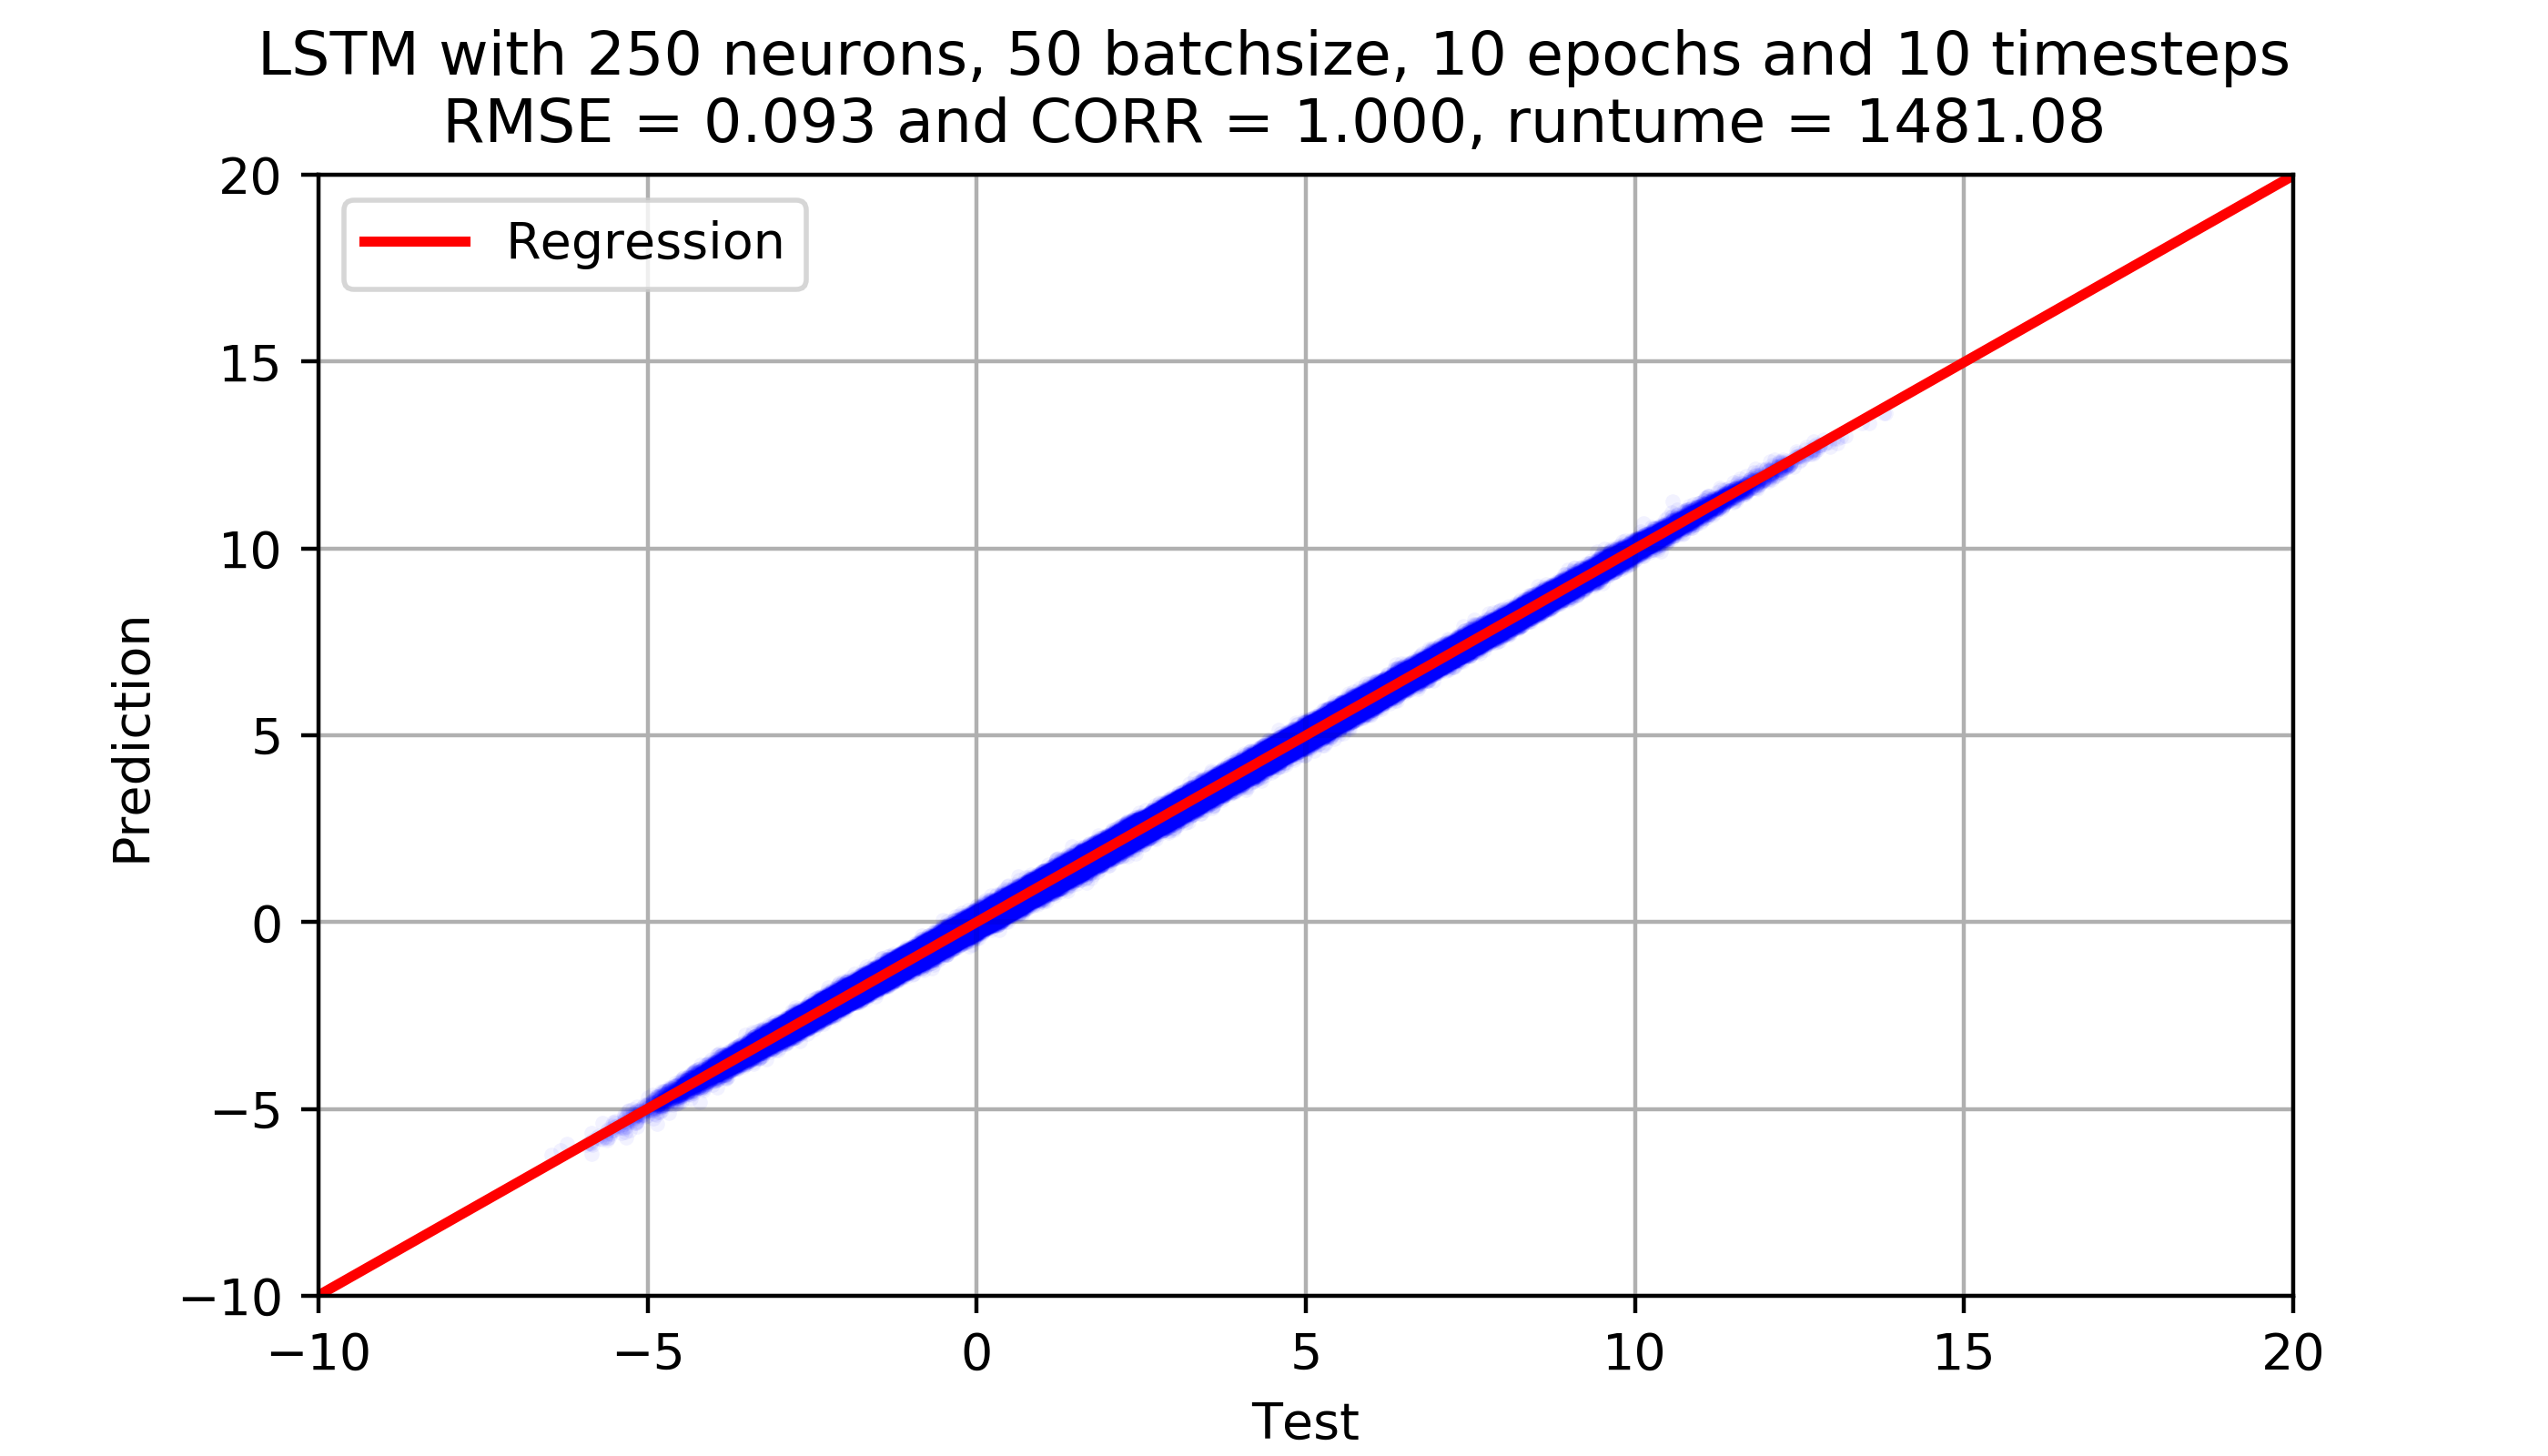 LSTM with 250 neurons, 50 batchsize, 10 epochs and 10 timesteps
RMSE = 0.093 and CORR = 1.000, runtume = 1481.08
Regression
20
15
10
5
0
−5
−10
Prediction
−10
−5
0
5
10
15
20
Test